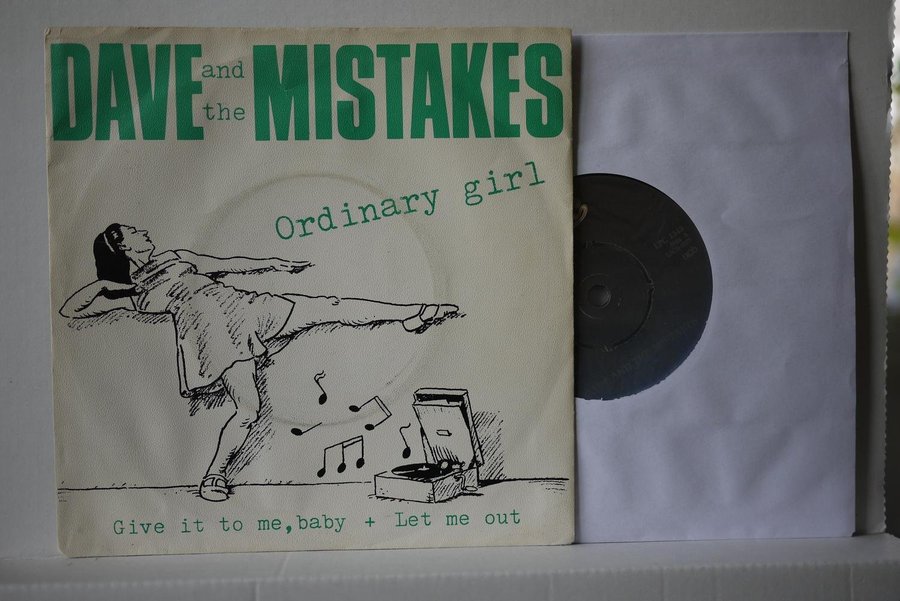 DAVE and the MISTAKES
Ordinary girl
Give it to me, baby + Let me out